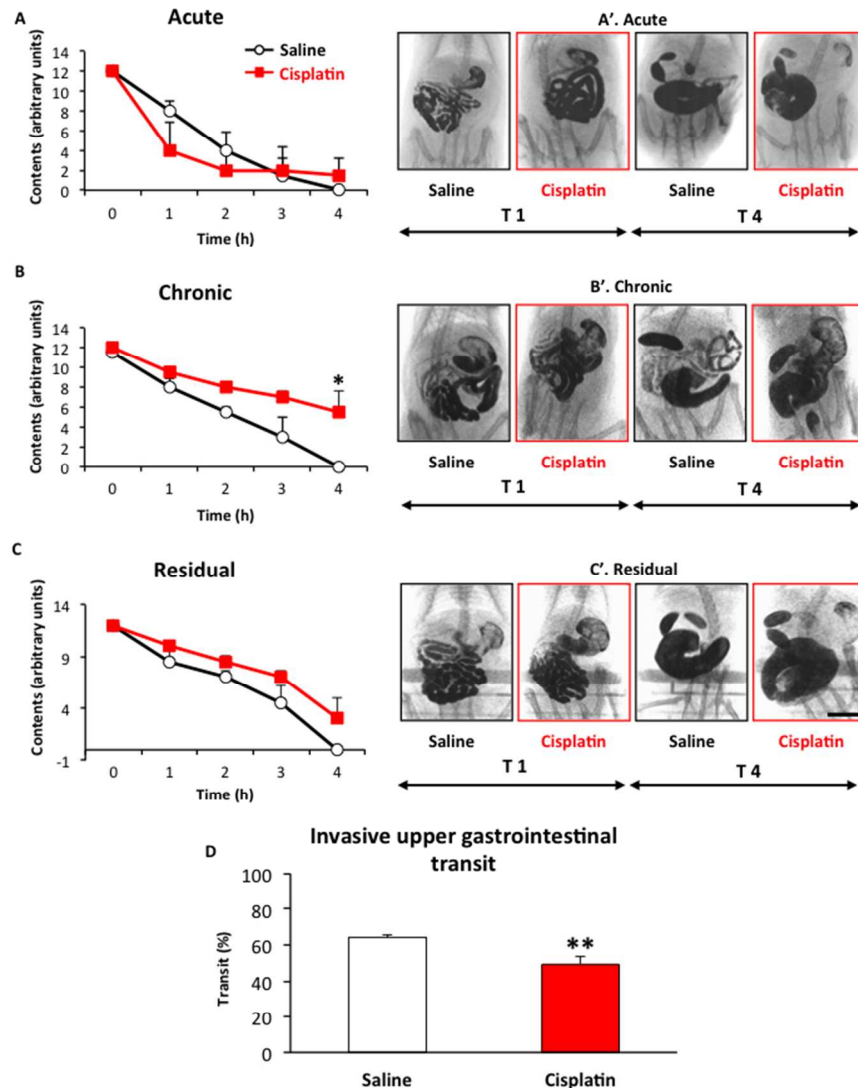 A
Acute
Contents (arbitrary units)
14
12
10
8
6
4
2
0
Saline
Cisplatin
0 1 2 3 4
Time (h)
A’. Acute
Saline Cisplatin Saline Cisplatin
T 1 T 4
B
Chronic
Contents (arbitrary units)
14
12
10
8
6
4
2
0
*
0 1 2 3 4
Time (h)
B’. Chronic
Saline Cisplatin Saline Cisplatin
T 1 T 4
C
Residual
Contents (arbitrary units)
14
9
4
-1
0 1 2 3 4
Time (h)
C’. Residual
Saline Cisplatin Saline Cisplatin
T 1 T 4
D
Invasive upper gastrointestinal
transit
Transit (%)
100
80
60
40
20
0
**
Saline Cisplatin